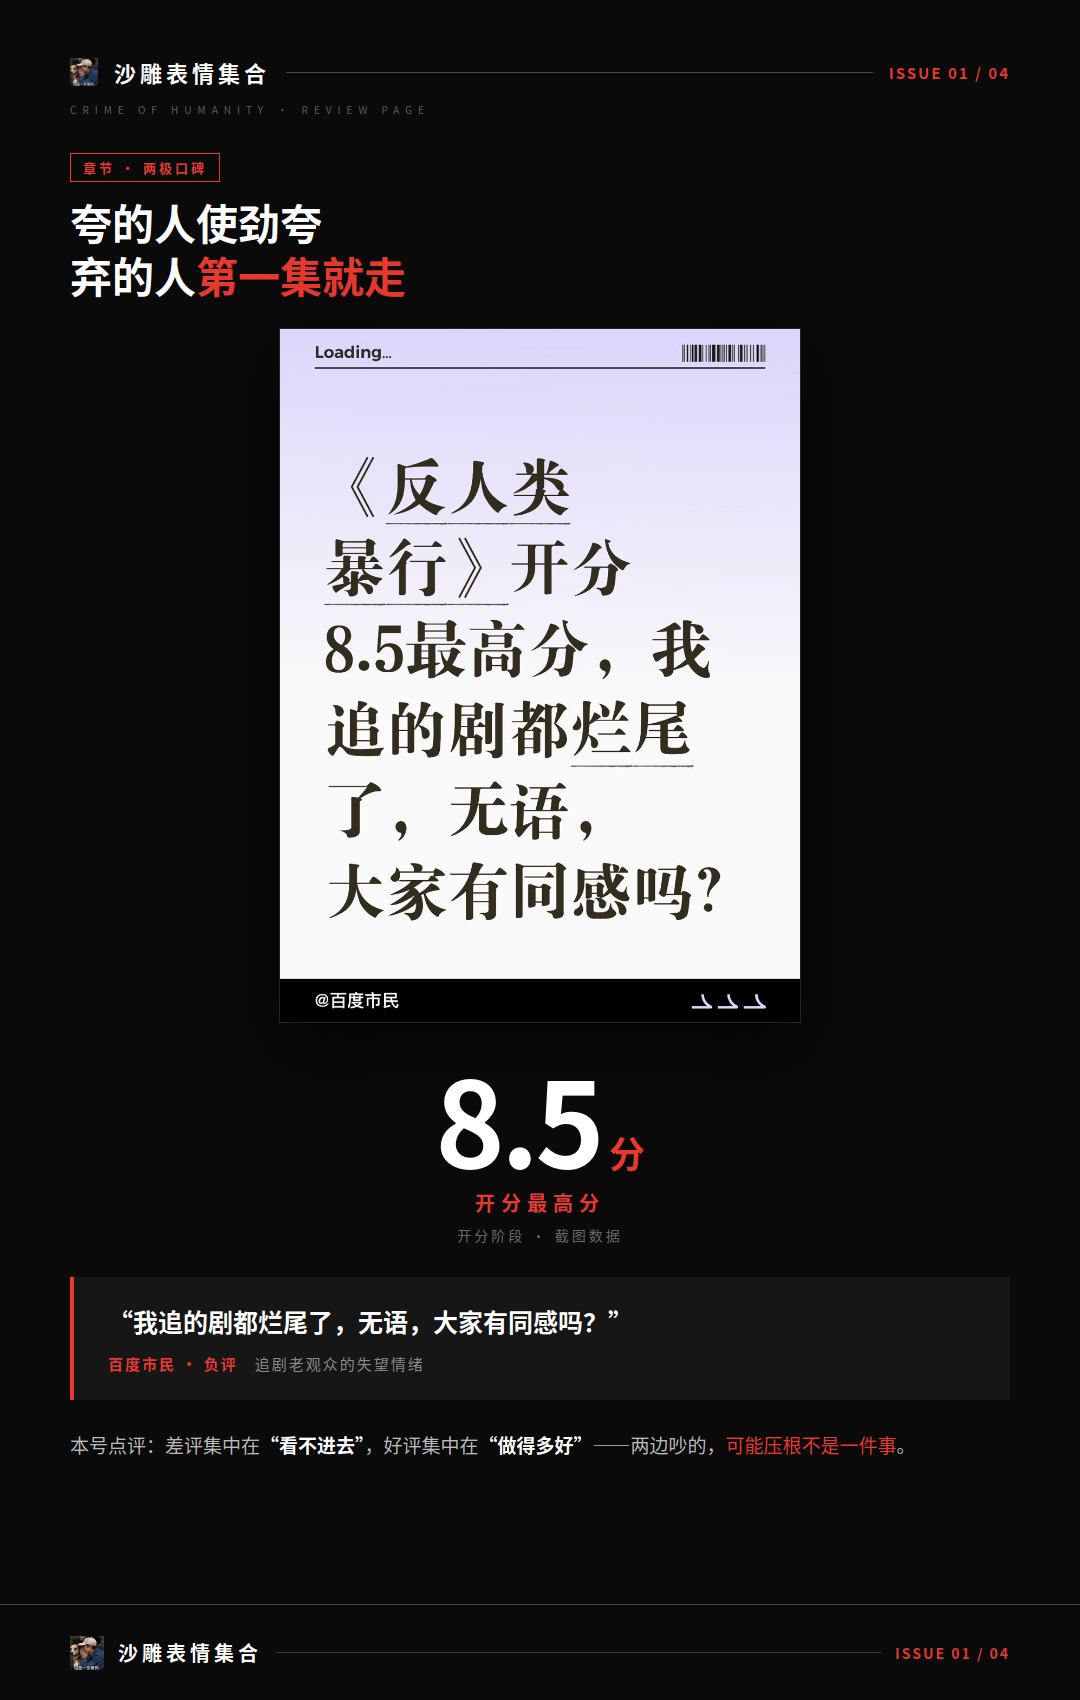 沙雕表情集合
ISSUE 01 / 04
CRIME OF HUMANITY · REVIEW PAGE
章节 · 两极口碑
夸的人使劲夸
弃的人第一集就走
Loading...
《反人类
暴行》开分
8.5最高分，我
追的剧都烂尾
了，无语，
大家有同感吗?
@百度市民
8.5分
开分最高分
开分阶段 · 截图数据
“我追的剧都烂尾了，无语，大家有同感吗？”
百度市民 · 负评 追剧老观众的失望情绪
本号点评：差评集中在“看不进去”，好评集中在“做得多好”——两边吵的，可能压根不是一件事。
沙雕表情集合
ISSUE 01 / 04